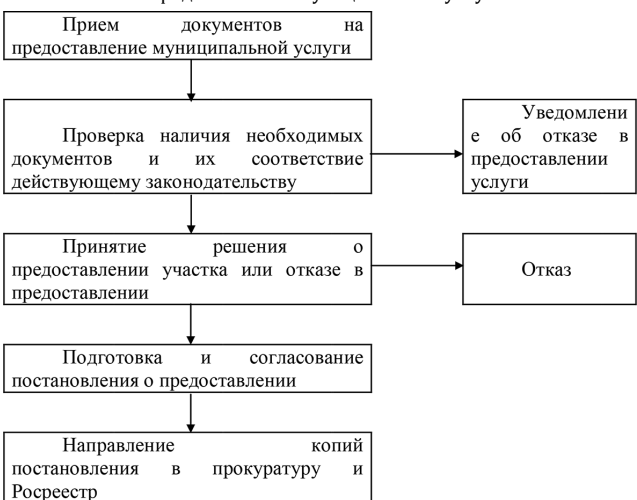 Прием документов на
предоставление муниципальной услуги
Проверка наличия необходимых
документов и их соответствие
действующему законодательству
Уведомлени
е об отказе в
предоставлении
услуги
Принятие решения о
предоставлении участка или отказе в
предоставлении
Отказ
Подготовка и согласование
постановления о предоставлении
Направление копий
постановления в прокуратуру и
Росреестр